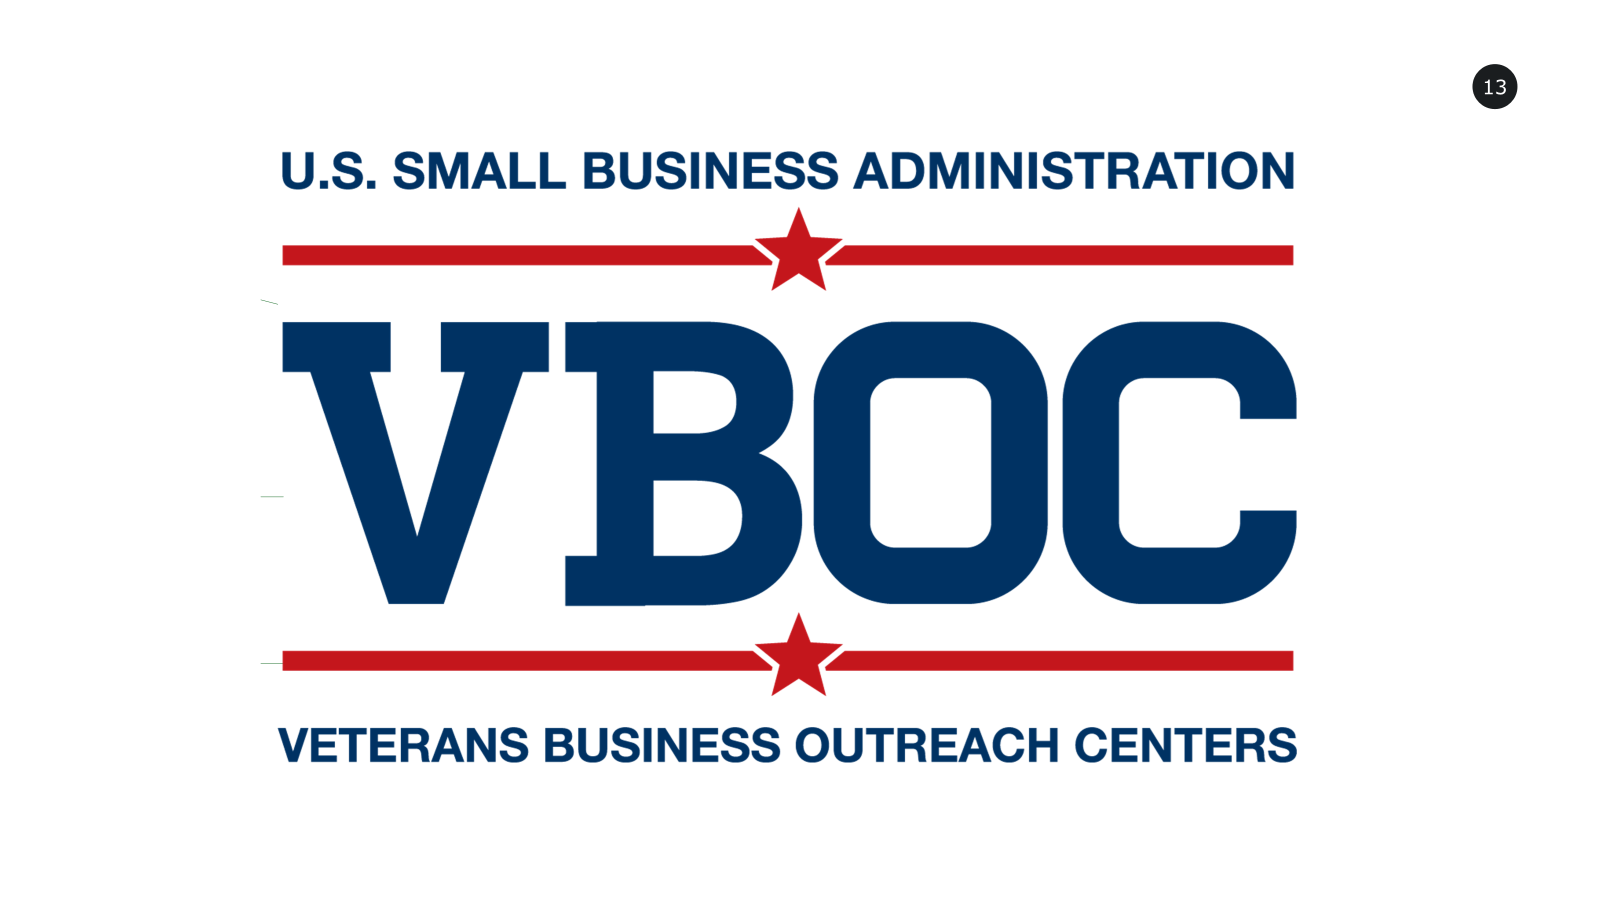 13
U.S. SMALL BUSINESS ADMINISTRATION
VBOC
VETERANS BUSINESS OUTREACH CENTERS